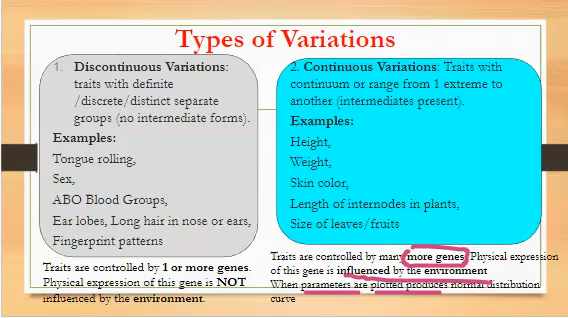 Types of Variations
1. Discontinuous Variations:
traits with definite
/discrete/distinct separate
groups (no intermediate forms).
Examples:
Tongue rolling,
Sex,
ABO Blood Groups,
Ear lobes, Long hair in nose or ears,
Fingerprint patterns
Traits are controlled by 1 or more genes.
Physical expression of this gene is NOT
influenced by the environment.
2. Continuous Variations: Traits with
continuum or range from 1 extreme to
another (intermediates present).
Examples:
Height,
Weight,
Skin color,
Length of internodes in plants,
Size of leaves/fruits
Traits are controlled by many more genes. Physical expression
of this gene is influenced by the environment
When parameters are plotted produces normal distribution
curve